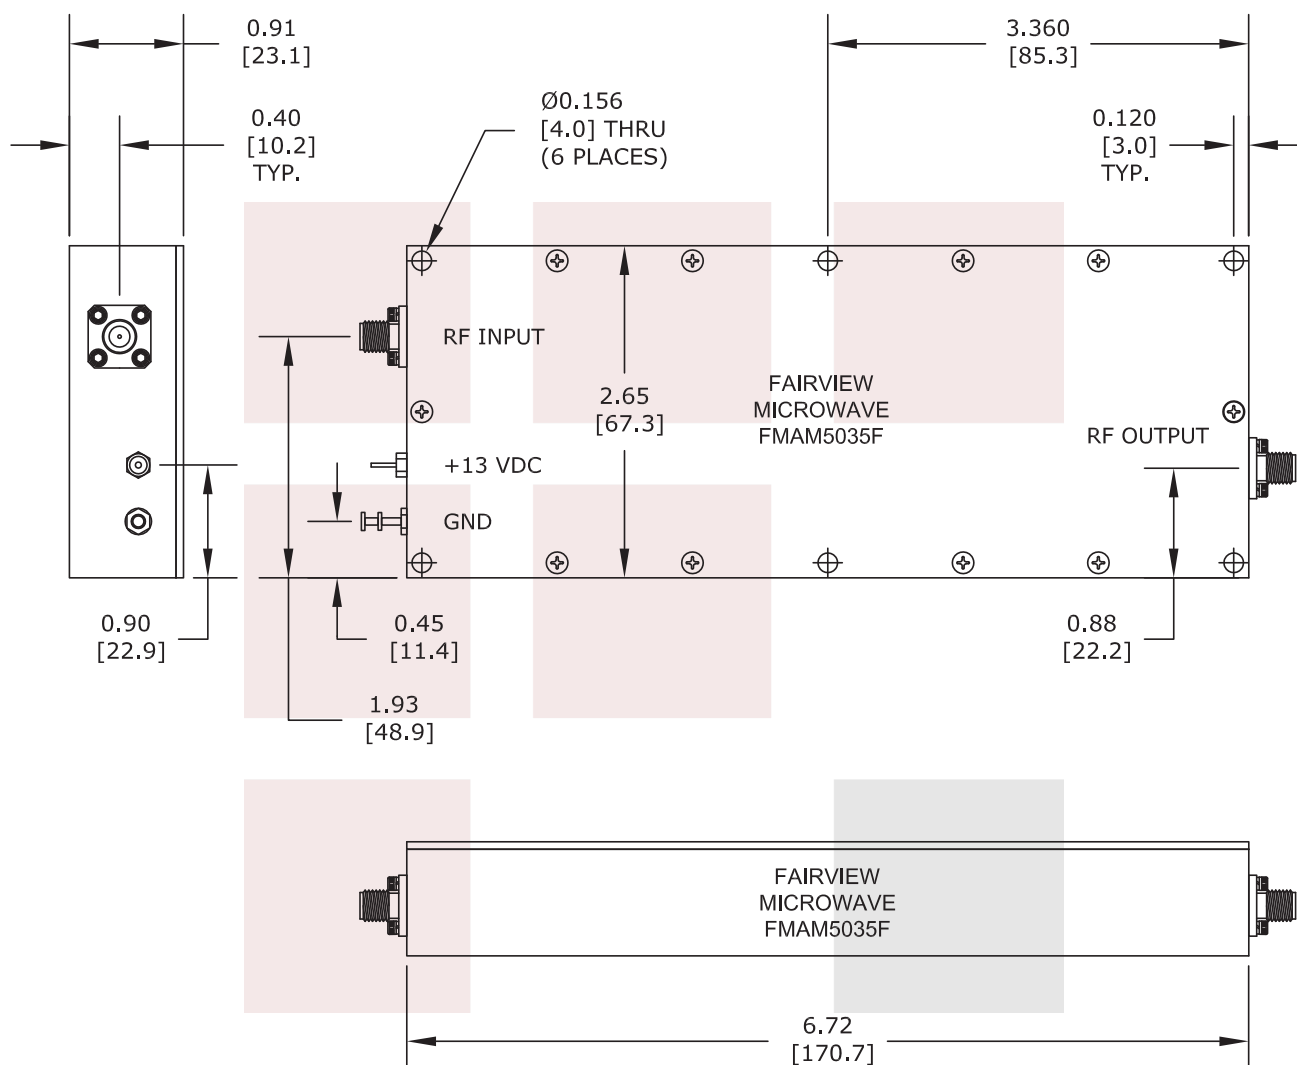 0.91
[23.1]
3.360
[85.3]
0.40
[10.2]
TYP.
Ø0.156
[4.0] THRU
(6 PLACES)
0.120
[3.0]
TYP.
RF INPUT
2.65
[67.3]
FAIRVIEW
MICROWAVE
FMAM5035F
RF OUTPUT
+13 VDC
GND
0.90
[22.9]
0.45
[11.4]
0.88
[22.2]
1.93
[48.9]
FAIRVIEW
MICROWAVE
FMAM5035F
6.72
[170.7]